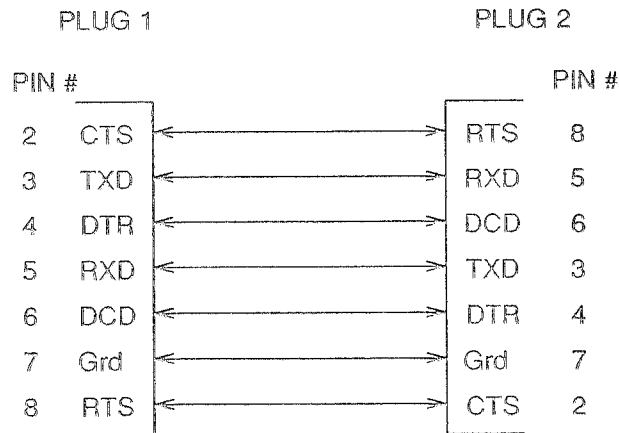 PLUG 1 PLUG 2
PIN # PIN #
2 CTS RTS 8
3 TXD RXD 5
4 DTR DCD 6
5 RXD TXD 3
6 DCD DTR 4
7 Grd Grd 7
8 RTS CTS 2